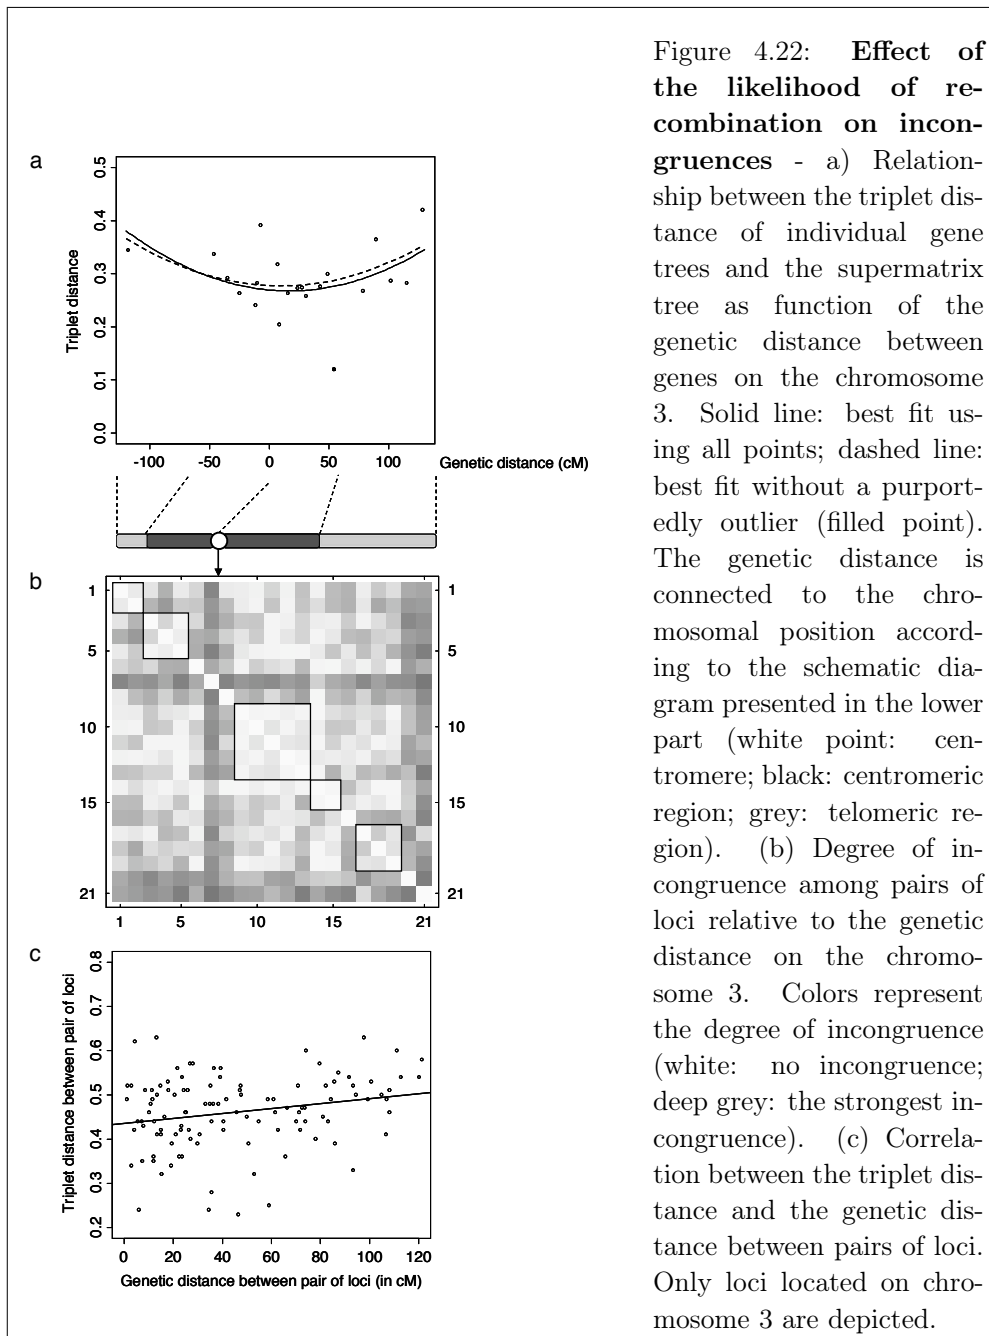 Figure 4.22: Effect of
the likelihood of re-
combination on incon-
gruences - a) Relation-
ship between the triplet dis-
tance of individual gene
trees and the supermatrix
tree as function of the
genetic distance between
genes on the chromosome
3. Solid line: best fit us-
ing all points; dashed line:
best fit without a purport-
edly outlier (filled point).
The genetic distance is
connected to the chro-
mosomal position accord-
ing to the schematic dia-
gram presented in the lower
part (white point: cen-
tromere; black: centromeric
region; grey: telomeric re-
gion). (b) Degree of in-
congruence among pairs of
loci relative to the genetic
distance on the chromo-
some 3. Colors represent
the degree of incongruence
(white: no incongruence;
deep grey: the strongest in-
congruence). (c) Correla-
tion between the triplet dis-
tance and the genetic dis-
tance between pairs of loci.
Only loci located on chro-
mosome 3 are depicted.
a
Triplet distance
0.5
0.4
0.3
0.2
0.1
0.0
-100 -50 0 50 100
Genetic distance (cM)
b
1 1
5 5
10 10
15 15
21 21
1 5 10 15 21
c
Triplet distance between pair of loci
0.8
0.7
0.6
0.5
0.4
0.3
0.2
0 20 40 60 80 100 120
Genetic distance between pair of loci (in cM)